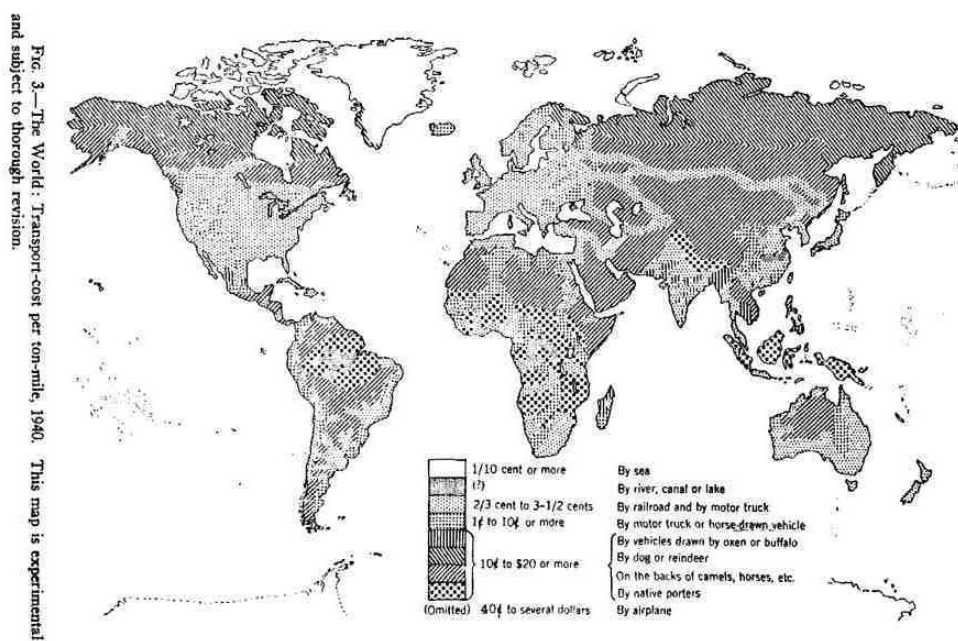 Fig. 3.—The World: Transport-cost per ton-mile, 1940. This map is experimental
and subject to thorough revision.
1/10 cent or more By sea
(?) By river, canal or lake
2/3 cent to 3-1/2 cents By railroad and by motor truck
1¢ to 10¢ or more By motor truck or horse-drawn vehicle
By vehicles drawn by oxen or buffalo
By dog or reindeer
10¢ to $20 or more
On the backs of camels, horses, etc.
By native porters
(Omitted) 40¢ to several dollars By airplane